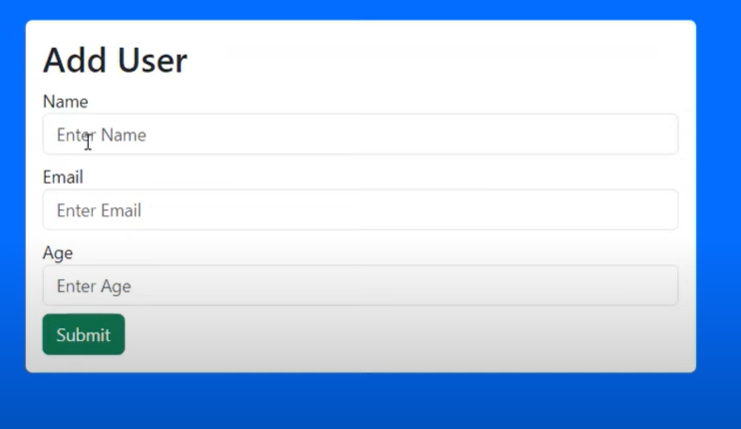 Add User
Name
Enter Name
Email
Enter Email
Age
Enter Age
Submit